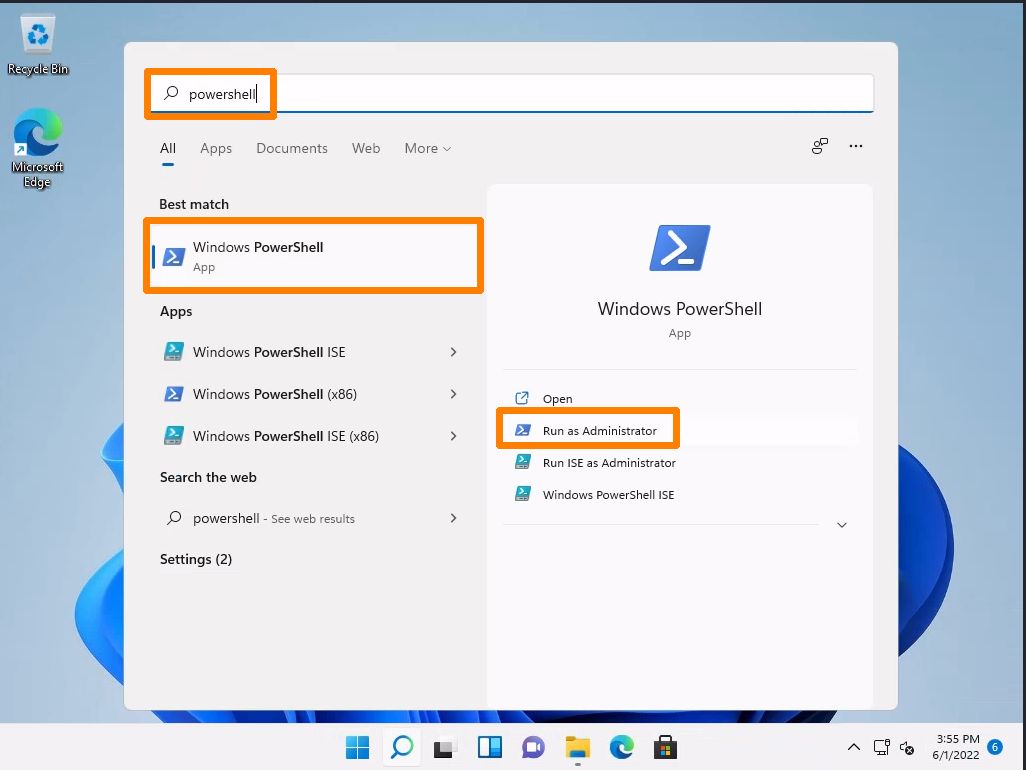 Recycle Bin
Microsoft
Edge
powershell
All Apps Documents Web More
Best match
Windows PowerShell
App
Apps
Windows PowerShell ISE
Windows PowerShell (x86)
Windows PowerShell ISE (x86)
Search the web
powershell - See web results
Settings (2)
Windows PowerShell
App
Open
Run as Administrator
Run ISE as Administrator
Windows PowerShell ISE
3:55 PM
6/1/2022
6